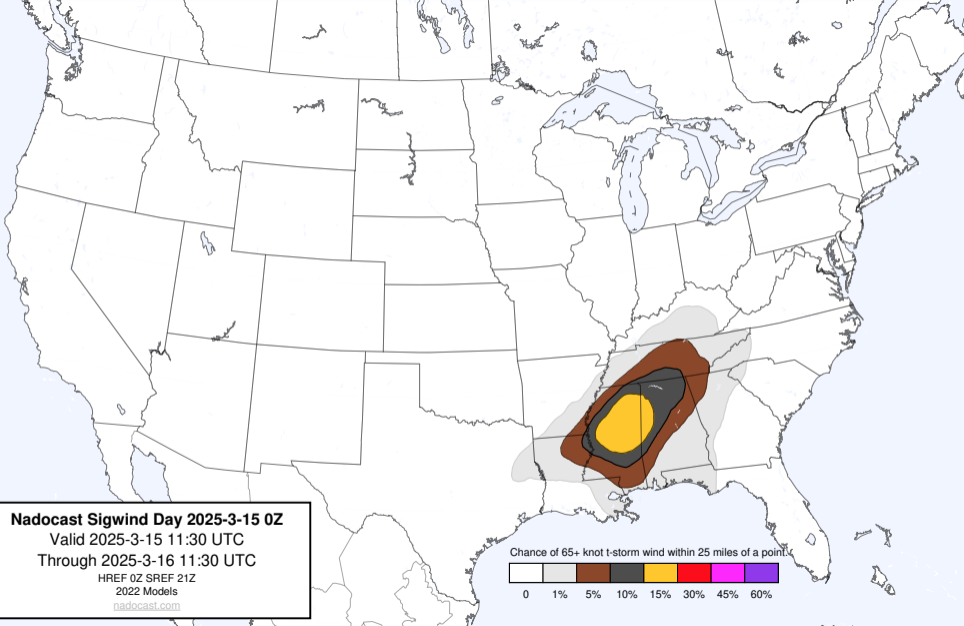 Nadocast Sigwind Day 2025-3-15 0Z
Valid 2025-3-15 11:30 UTC
Through 2025-3-16 11:30 UTC
HREF 0Z SREF 21Z
2022 Models
nadocast.com
Chance of 65+ knot t-storm wind within 25 miles of a point.
0 1% 5% 10% 15% 30% 45% 60%